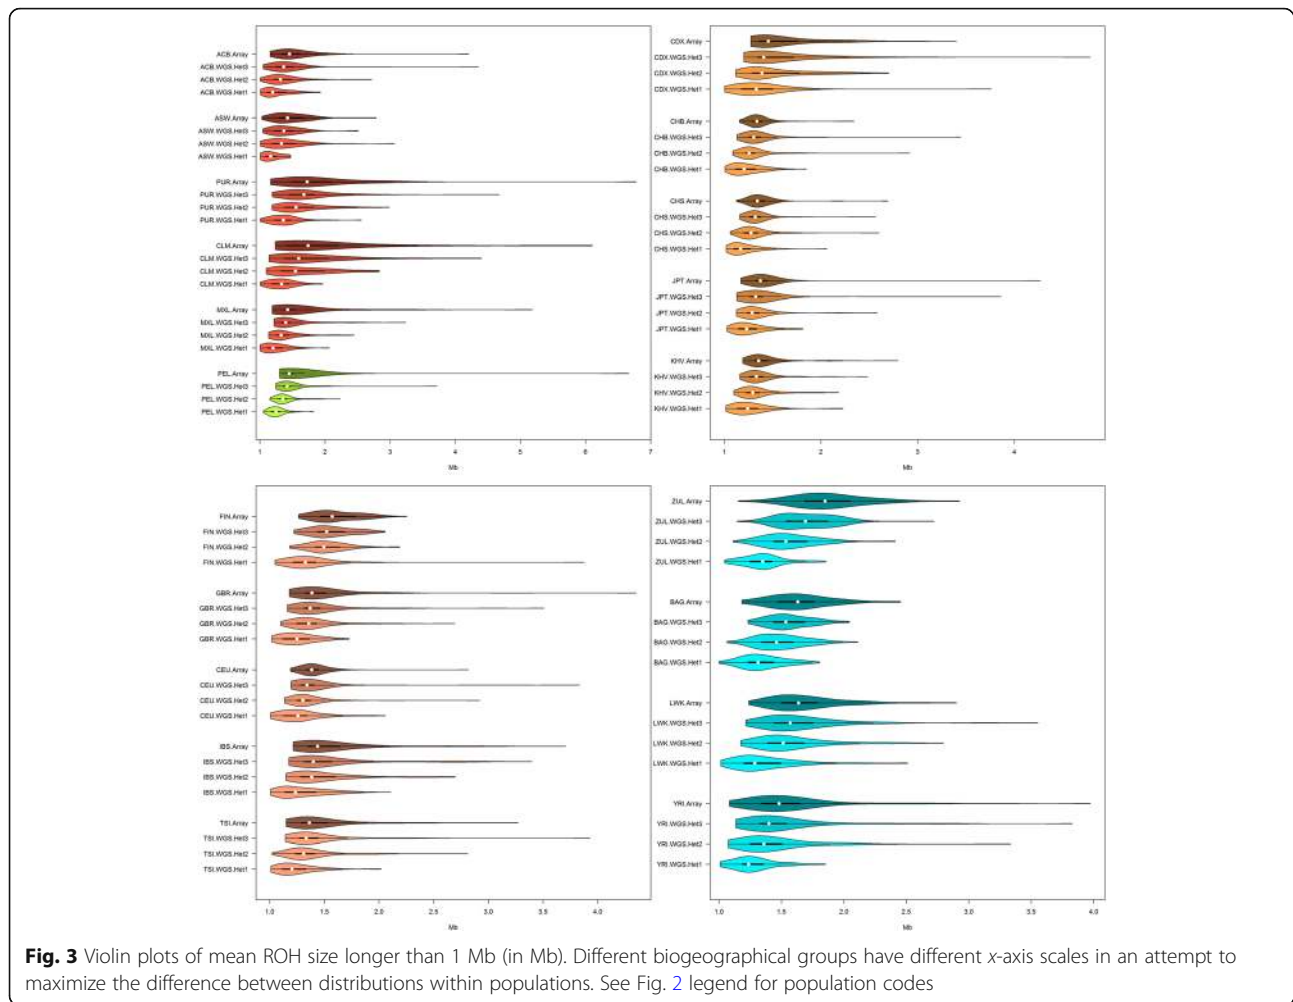 ACB.Array
ACB.WGS.Het3
ACB.WGS.Het2
ACB.WGS.Het1
ASW.Array
ASW.WGS.Het3
ASW.WGS.Het2
ASW.WGS.Het1
PUR.Array
PUR.WGS.Het3
PUR.WGS.Het2
PUR.WGS.Het1
CLM.Array
CLM.WGS.Het3
CLM.WGS.Het2
CLM.WGS.Het1
MXL.Array
MXL.WGS.Het3
MXL.WGS.Het2
MXL.WGS.Het1
PEL.Array
PEL.WGS.Het3
PEL.WGS.Het2
PEL.WGS.Het1
1 2 3 4 5 6 7
Mb
CDX.Array
CDX.WGS.Het3
CDX.WGS.Het2
CDX.WGS.Het1
CHB.Array
CHB.WGS.Het3
CHB.WGS.Het2
CHB.WGS.Het1
CHS.Array
CHS.WGS.Het3
CHS.WGS.Het2
CHS.WGS.Het1
JPT.Array
JPT.WGS.Het3
JPT.WGS.Het2
JPT.WGS.Het1
KHV.Array
KHV.WGS.Het3
KHV.WGS.Het2
KHV.WGS.Het1
1 2 3 4
Mb
FIN.Array
FIN.WGS.Het3
FIN.WGS.Het2
FIN.WGS.Het1
GBR.Array
GBR.WGS.Het3
GBR.WGS.Het2
GBR.WGS.Het1
CEU.Array
CEU.WGS.Het3
CEU.WGS.Het2
CEU.WGS.Het1
IBS.Array
IBS.WGS.Het3
IBS.WGS.Het2
IBS.WGS.Het1
TSI.Array
TSI.WGS.Het3
TSI.WGS.Het2
TSI.WGS.Het1
1.0 1.5 2.0 2.5 3.0 3.5 4.0
Mb
ZUL.Array
ZUL.WGS.Het3
ZUL.WGS.Het2
ZUL.WGS.Het1
BAG.Array
BAG.WGS.Het3
BAG.WGS.Het2
BAG.WGS.Het1
LWK.Array
LWK.WGS.Het3
LWK.WGS.Het2
LWK.WGS.Het1
YRI.Array
YRI.WGS.Het3
YRI.WGS.Het2
YRI.WGS.Het1
1.0 1.5 2.0 2.5 3.0 3.5 4.0
Mb
Fig. 3 Violin plots of mean ROH size longer than 1 Mb (in Mb). Different biogeographical groups have different x-axis scales in an attempt to
maximize the difference between distributions within populations. See Fig. 2 legend for population codes